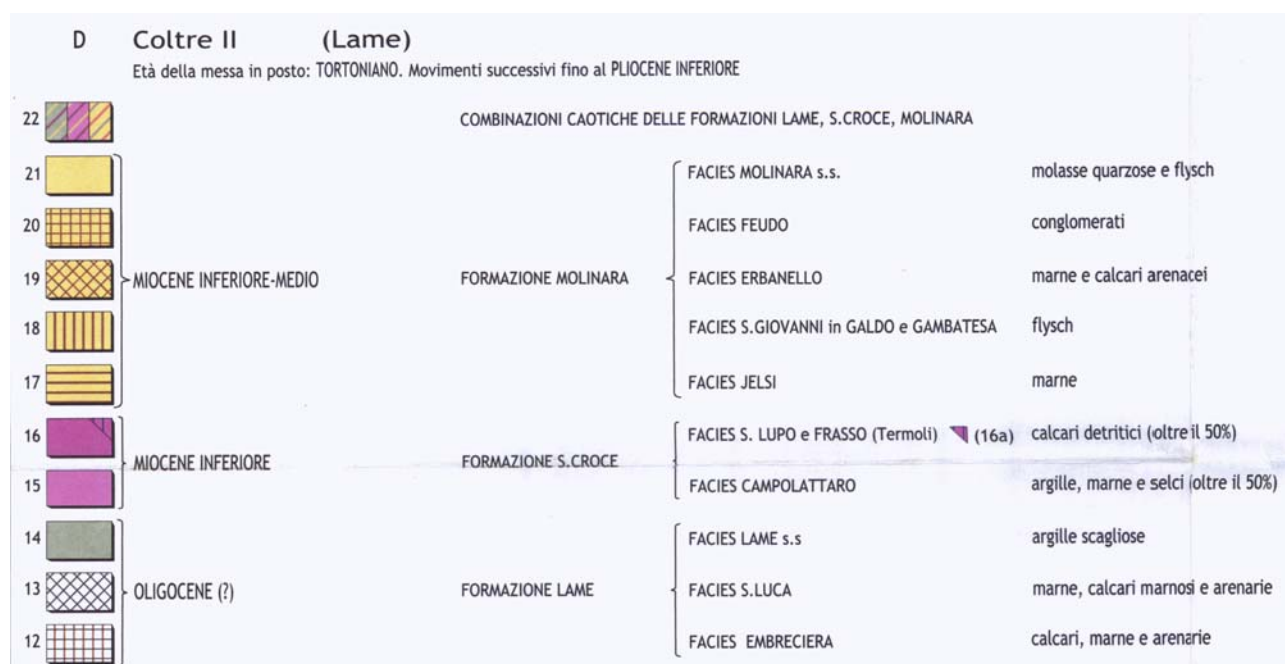 D Coltre II (Lame)
Età della messa in posto: TORTONIANO. Movimenti successivi fino al PLIOCENE INFERIORE
22 COMBINAZIONI CAOTICHE DELLE FORMAZIONI LAME, S.CROCE, MOLINARA
21 FACIES MOLINARA s.s. molasse quarzose e flysch
20 FACIES FEUDO conglomerati
19 MIOCENE INFERIORE-MEDIO FORMAZIONE MOLINARA FACIES ERBANELLO marne e calcari arenacei
18 FACIES S.GIOVANNI in GALDO e GAMBATESA flysch
17 FACIES JELSI marne
16 FACIES S. LUPO e FRASSO (Termoli) (16a) calcari detritici (oltre il 50%)
MIOCENE INFERIORE FORMAZIONE S.CROCE
15 FACIES CAMPOLATTARO argille, marne e selci (oltre il 50%)
14 FACIES LAME s.s argille scagliose
13 OLIGOCENE (?) FORMAZIONE LAME FACIES S.LUCA marne, calcari marnosi e arenarie
12 FACIES EMBRECIERA calcari, marne e arenarie